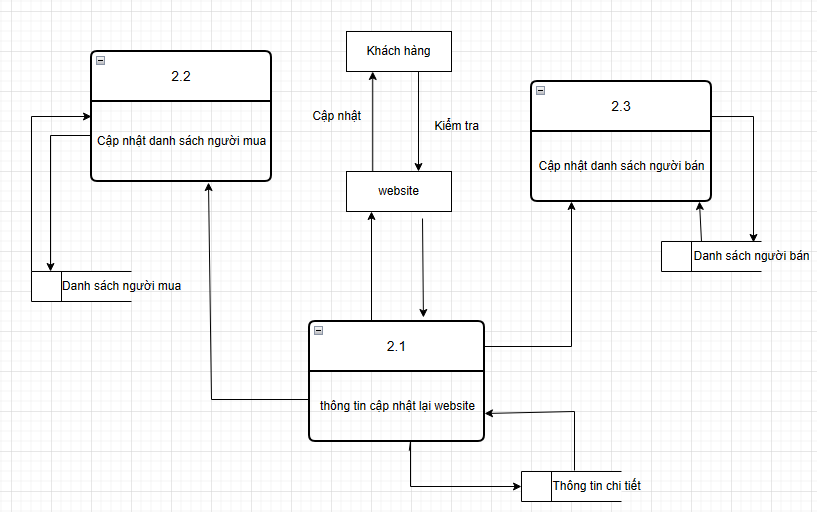 Khách hàng
2.2
2.3
Cập nhật
Kiểm tra
Cập nhật danh sách người mua
Cập nhật danh sách người bán
website
Danh sách người bán
Danh sách người mua
2.1
thông tin cập nhật lại website
Thông tin chi tiết